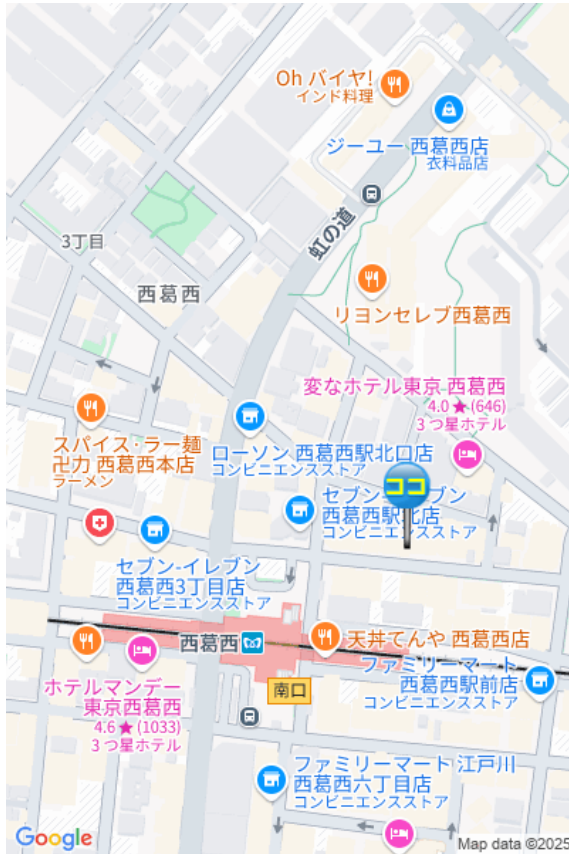 Oh バイヤ!
インド料理
ジーユー 西葛西店
衣料品店
虹の道
3丁目
西葛西
リヨンセレブ西葛西
変なホテル東京 西葛西
4.0 ★ (646)
3 つ星ホテル
スパイス・ラー麺
卍力 西葛西本店
ラーメン
ローソン 西葛西駅北口店
コンビニエンスストア
ココ
セブン-イレブン
西葛西駅北店
コンビニエンスストア
セブン-イレブン
西葛西3丁目店
コンビニエンスストア
西葛西
天丼てんや 西葛西店
ファミリーマート
西葛西駅前店
コンビニエンスストア
ホテルマンデー
東京西葛西
4.6 ★ (1033)
3 つ星ホテル
南口
ファミリーマート 江戸川
西葛西六丁目店
コンビニエンスストア
Google
Map data ©2025